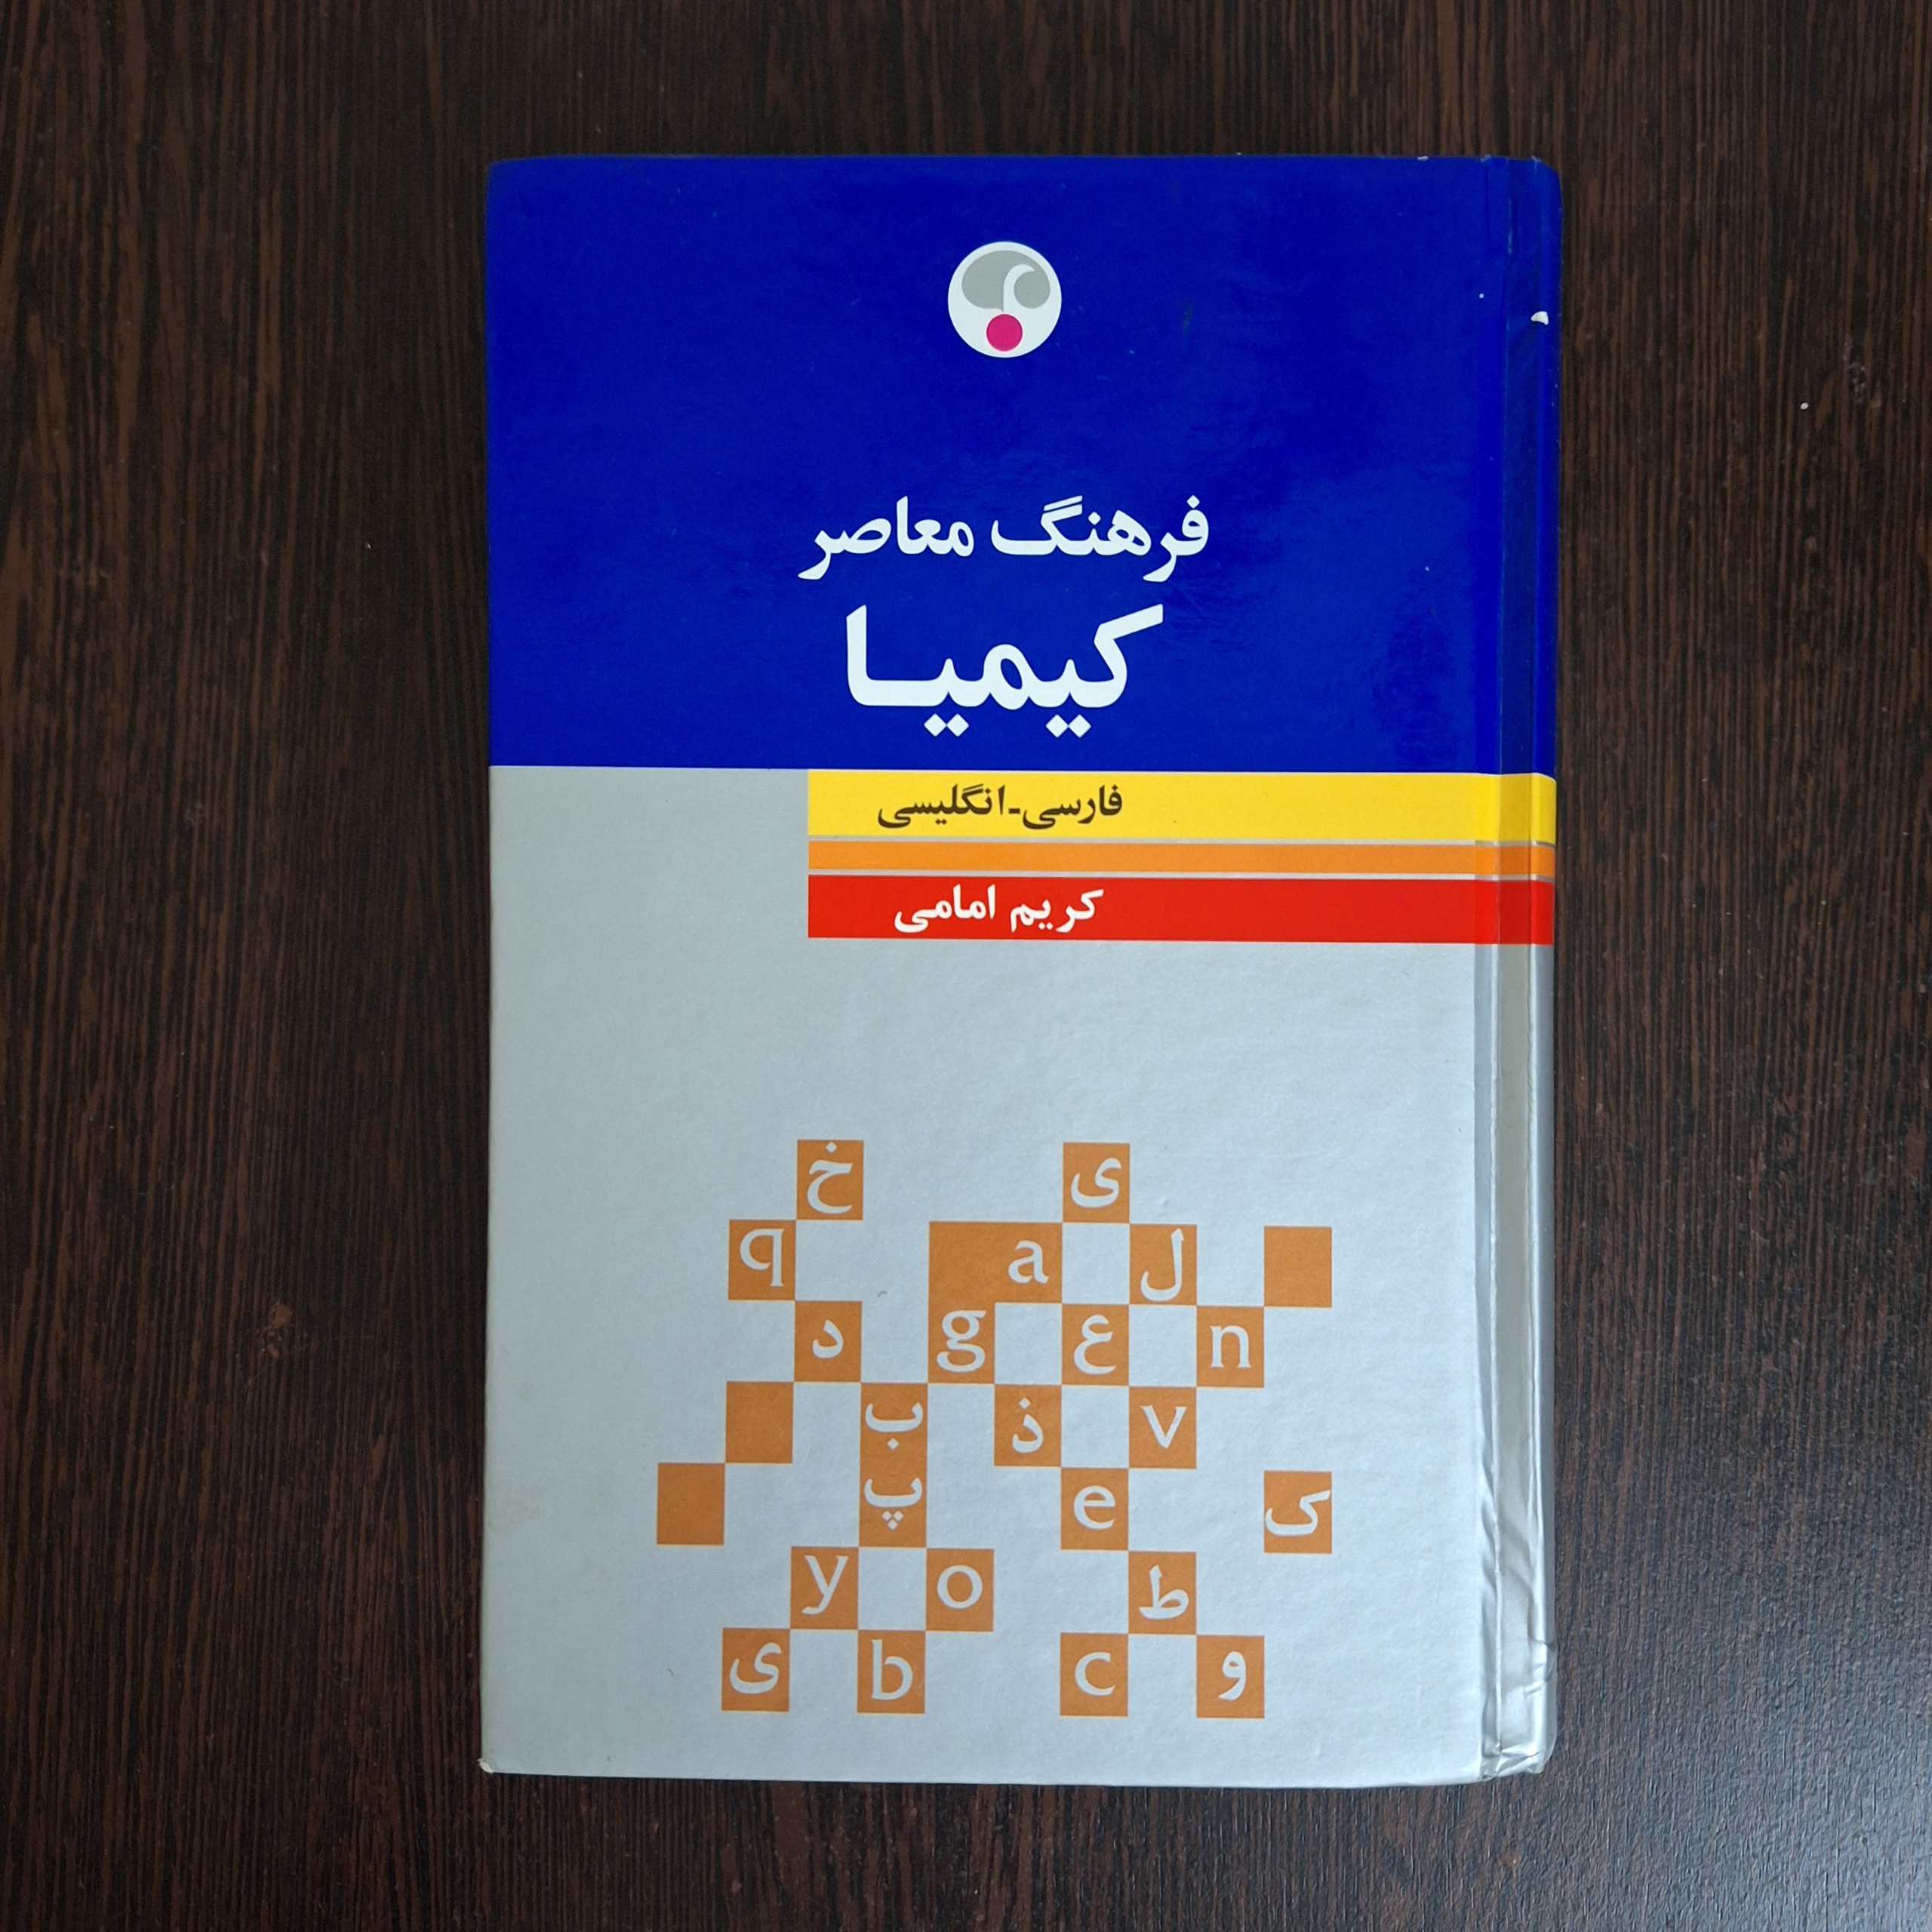 فرهنگ معاصر
کیمیا
فارسی-انگلیسی
کریم امامی
خ ی
q a ل
د g ع n
ب ذ v
پ e ک
y o ط
ی b c و